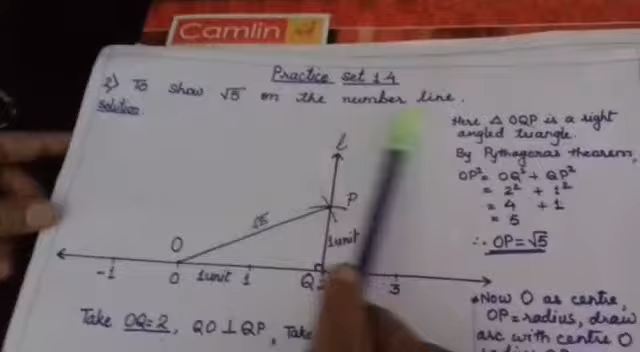 Camlin
Practice set 1.4
2) To show √5 on the number line.
Solution
Here △ OQP is a right
angled triangle.
By Pythagoras theorem,
OP² = OQ² + QP²
= 2² + 1²
= 4 + 1
= 5
∴ OP = √5
l
P
√5
1unit
O
-1 0 1unit 1 Q 3
Take OQ=2, QO ⊥ QP, Take
*Now O as centre,
OP = radius, draw
arc with centre O